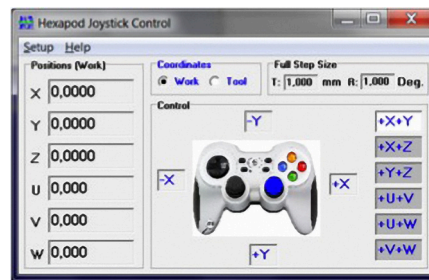 Hexapod Joystick Control
Setup Help
Positions (Work)
X 0,0000
Y 0,0000
Z 0,0000
U 0,000
V 0,000
W 0,000
Coordinates
Work Tool
Full Step Size
T: 1,000 mm R: 1,000 Deg.
Control
-Y
-X
+X
+Y
+X+Y
+X+Z
+Y+Z
+U+V
+U+W
+V+W